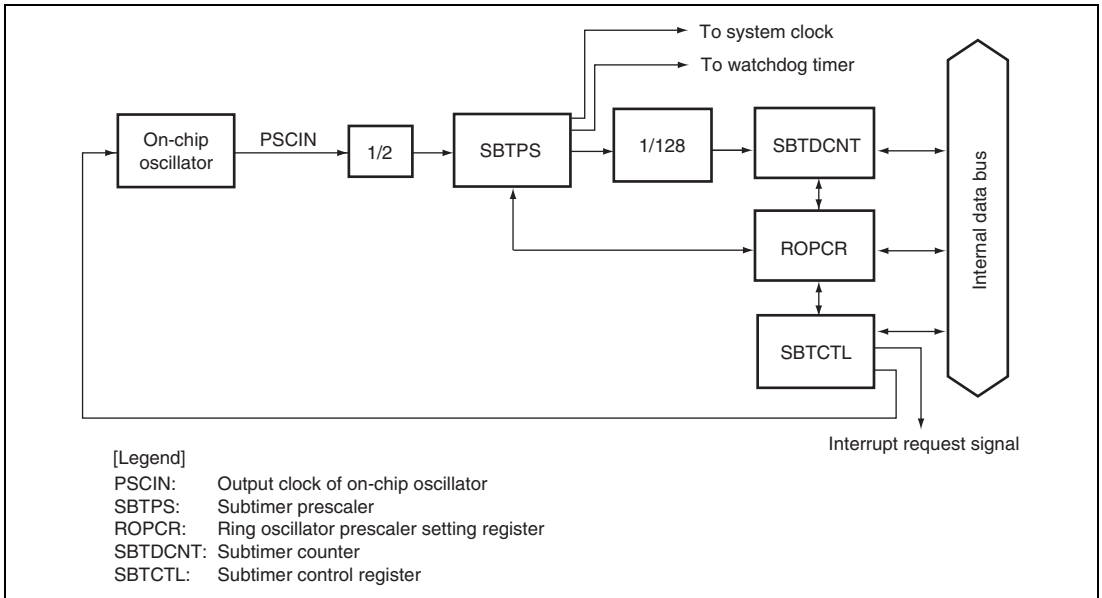 To system clock
To watchdog timer
On-chip
oscillator
PSCIN
1/2
SBTPS
1/128
SBTDCNT
ROPCR
SBTCTL
Internal data bus
Interrupt request signal
[Legend]
PSCIN: Output clock of on-chip oscillator
SBTPS: Subtimer prescaler
ROPCR: Ring oscillator prescaler setting register
SBTDCNT: Subtimer counter
SBTCTL: Subtimer control register